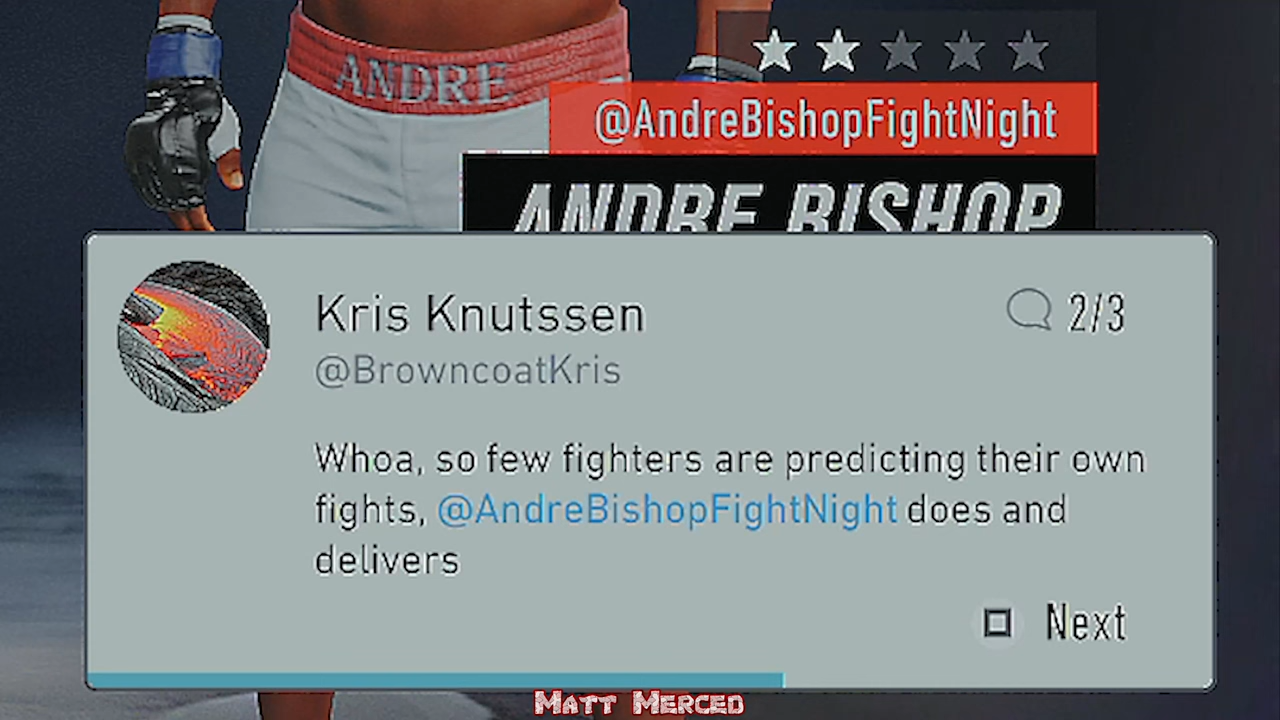 ANDRE
@AndreBishopFightNight
ANDRE BISHOP
Kris Knutssen
2/3
@BrowncoatKris
Whoa, so few fighters are predicting their own
fights, @AndreBishopFightNight does and
delivers
Next
Matt Merced